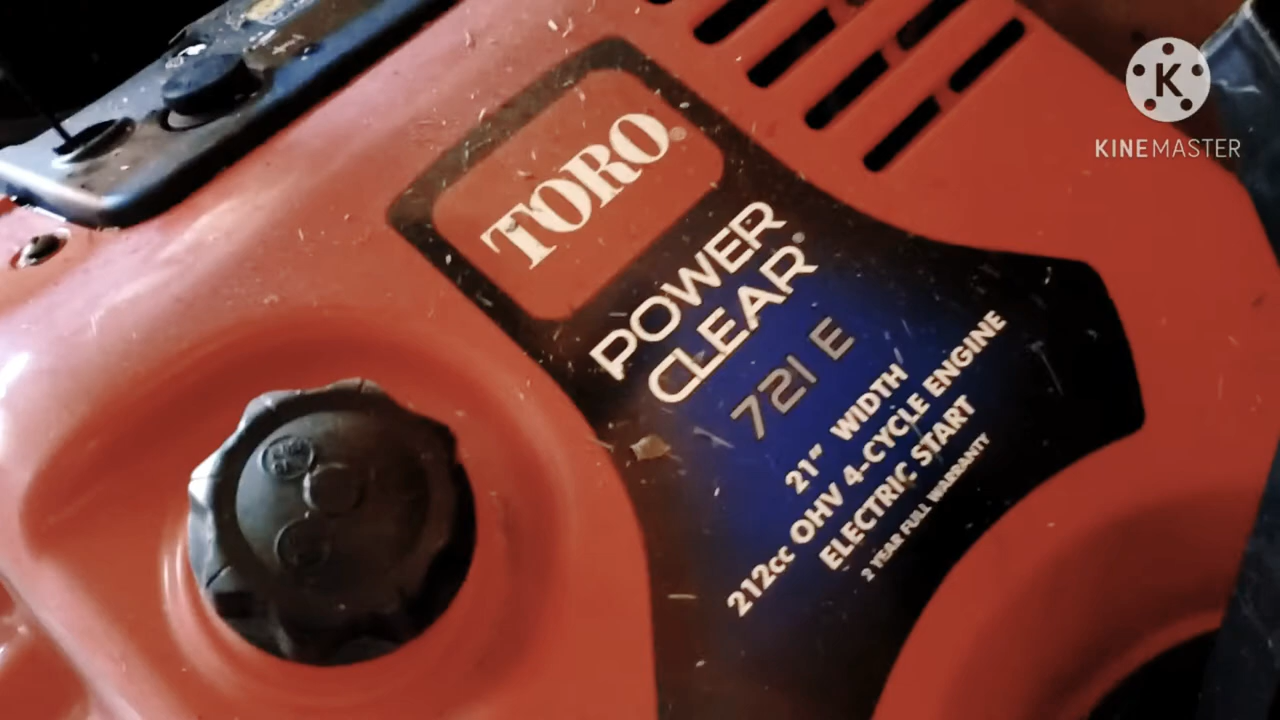 TORO®
POWER
CLEAR®
721 E
21" WIDTH
212cc OHV 4-CYCLE ENGINE
ELECTRIC START
2 YEAR FULL WARRANTY
K
KINEMASTER